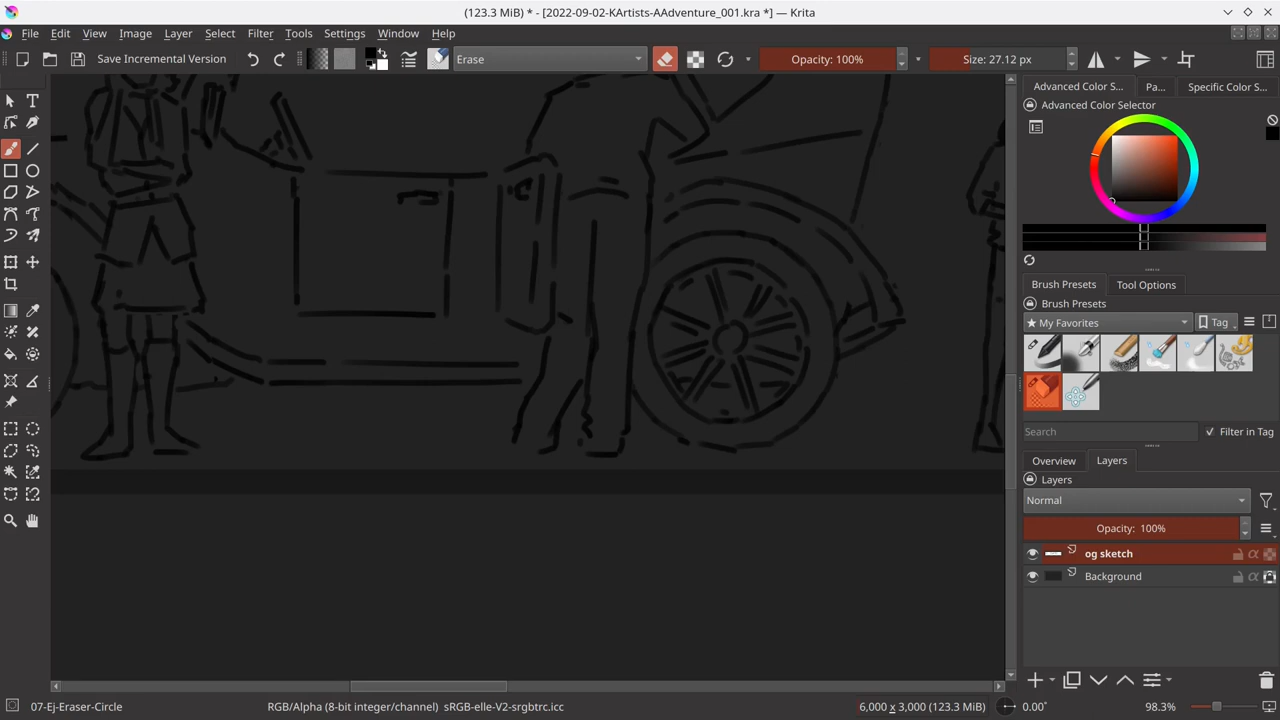 (123.3 MiB) * - [2022-09-02-KArtists-AAdventure_001.kra *] — Krita
File Edit View Image Layer Select Filter Tools Settings Window Help
Save Incremental Version
Erase
Opacity: 100%
Size: 27.12 px
Advanced Color S...
Pa...
Specific Color S...
Advanced Color Selector
Brush Presets
Tool Options
Brush Presets
★ My Favorites
Tag
Search
Filter in Tag
Overview
Layers
Layers
Normal
Opacity: 100%
og sketch
Background
07-Ej-Eraser-Circle
RGB/Alpha (8-bit integer/channel) sRGB-elle-V2-srgbtrc.icc
6,000 x 3,000 (123.3 MiB)
0.00°
98.3%